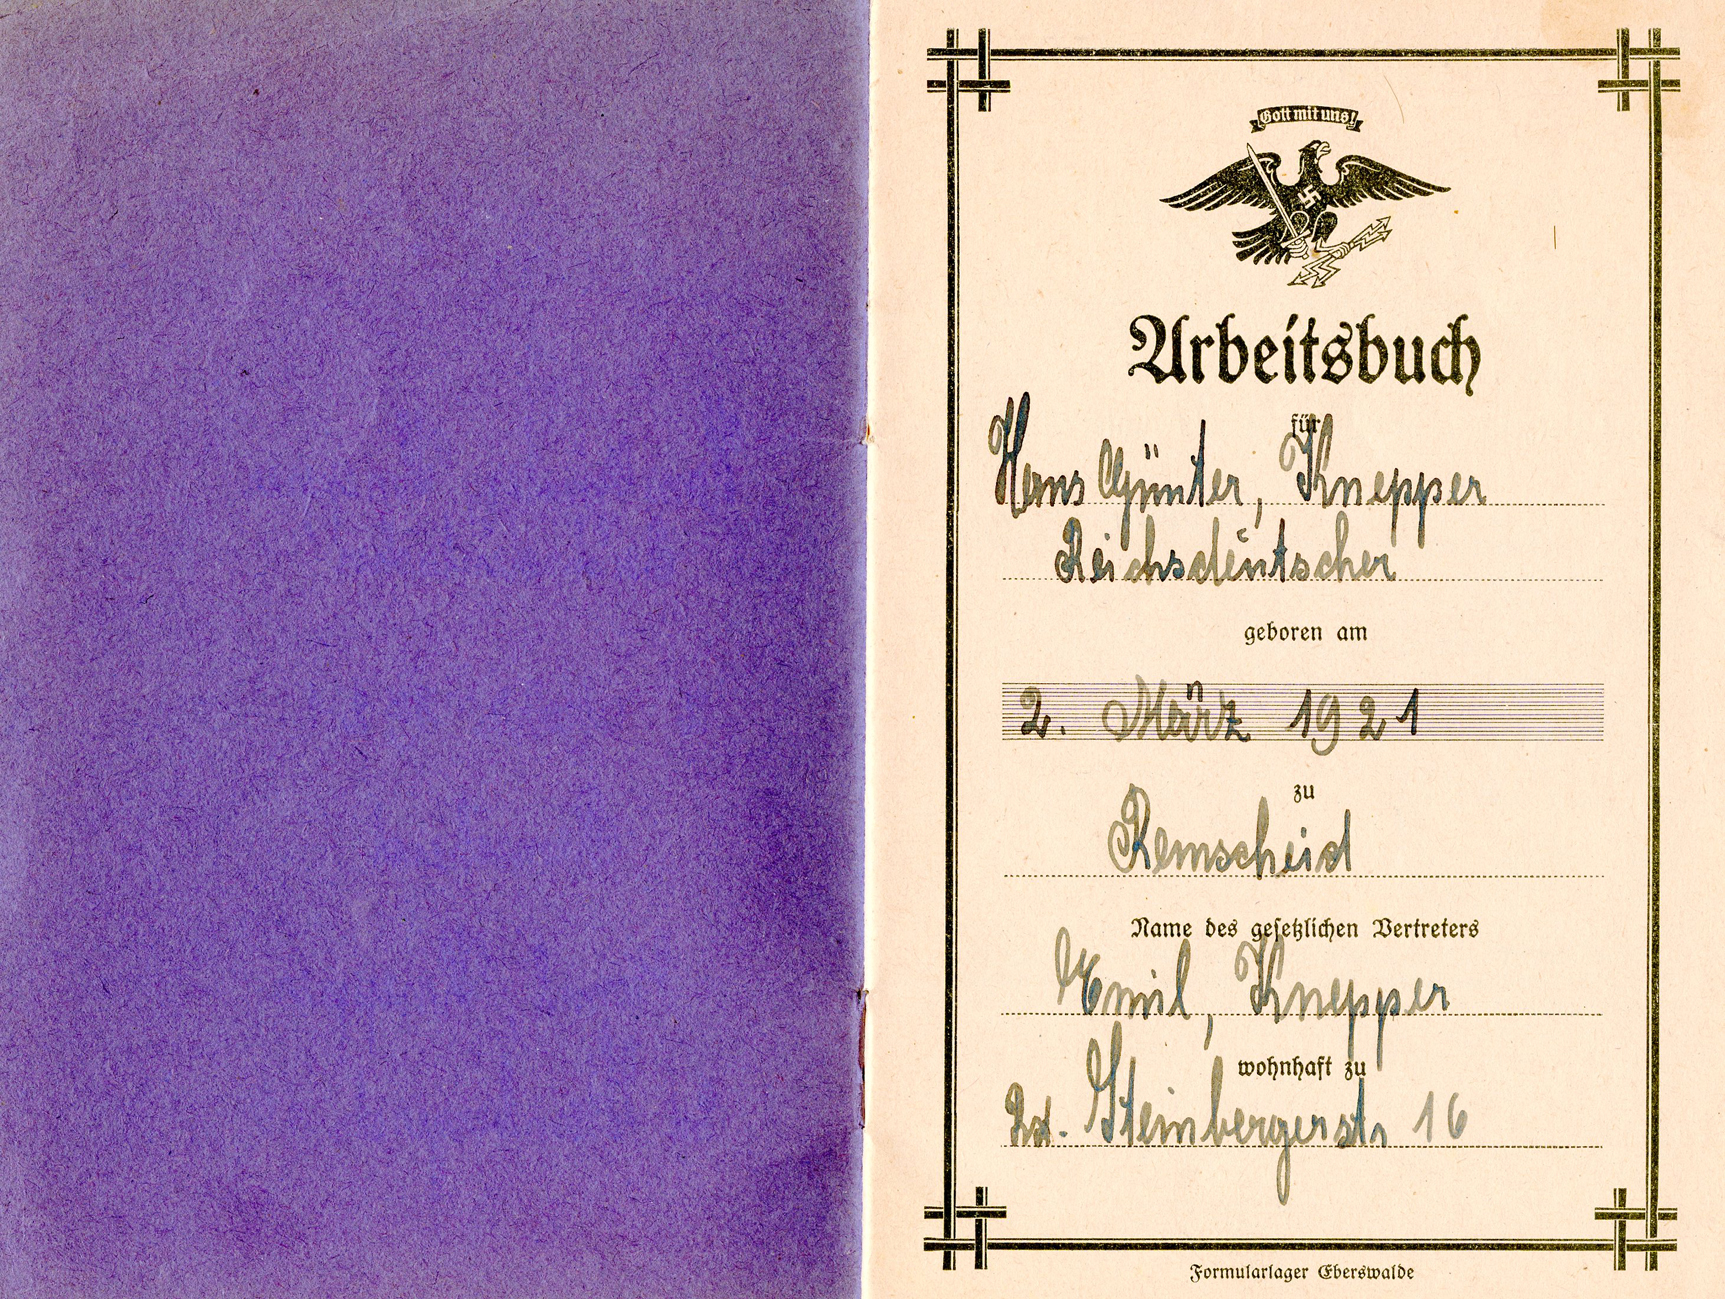 Gott mit uns!
Arbeitsbuch
für
Hans Günter, Knepper
Reichsdeutscher
geboren am
2. März 1921
zu
Remscheid
Name des gesetzlichen Vertreters
Emil, Knepper
wohnhaft zu
Steinbergerstr 16
Formularlager Eberswalde